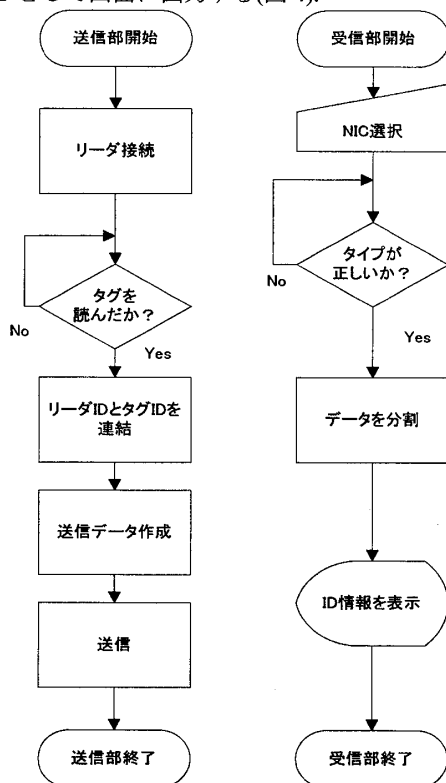 送信部開始
リーダ接続
タグを
読んだか？
No
Yes
リーダIDとタグIDを
連結
送信データ作成
送信
送信部終了
受信部開始
NIC選択
タイプが
正しいか？
No
Yes
データを分割
ID情報を表示
受信部終了